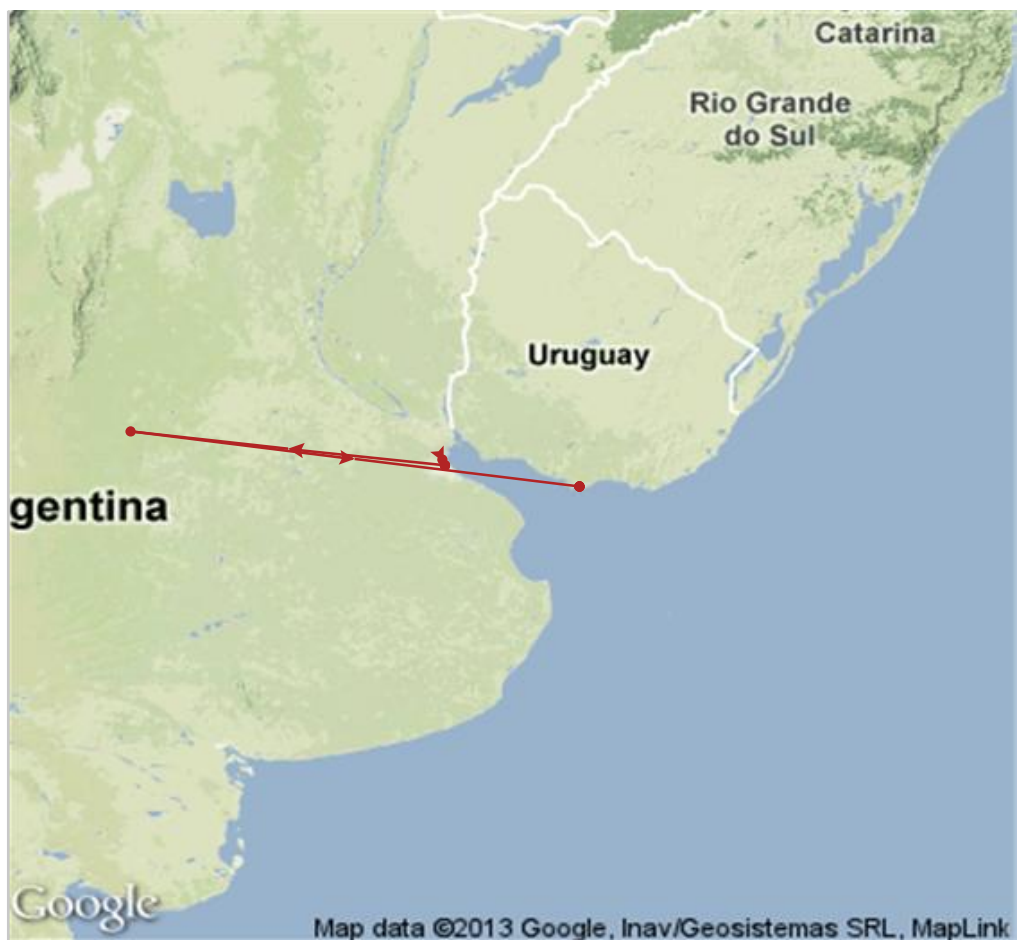 Catarina
Rio Grande
do Sul
Uruguay
gentina
Google
Map data ©2013 Google, Inav/Geosistemas SRL, MapLink